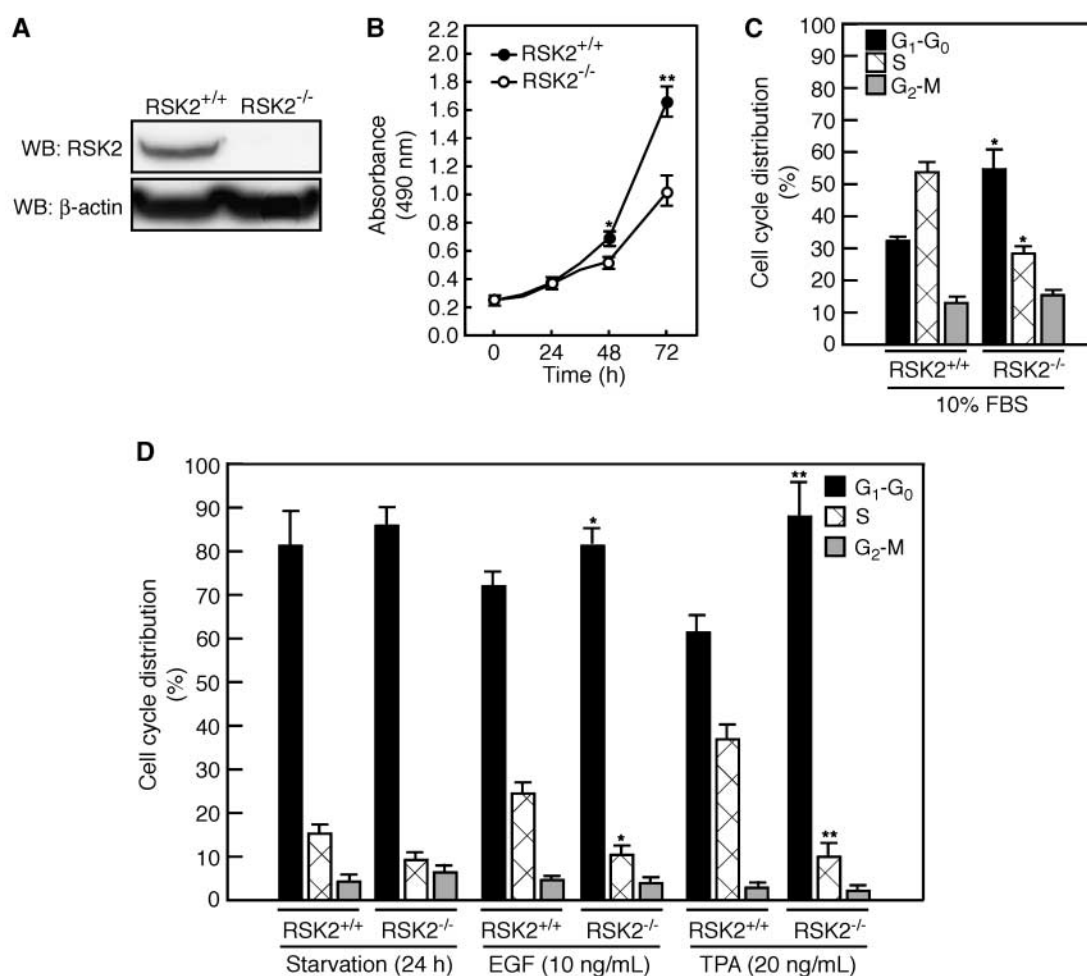 A
RSK2+/+ RSK2-/-
WB: RSK2
WB: β-actin
B
2.2
2.0
1.8
1.6
1.4
1.2
1.0
0.8
0.6
0.4
0.2
0.0
Absorbance
(490 nm)
RSK2+/+
RSK2-/-
*
**
0 24 48 72
Time (h)
C
100
90
80
70
60
50
40
30
20
10
0
Cell cycle distribution
(%)
G1-G0
S
G2-M
*
*
RSK2+/+ RSK2-/-
10% FBS
D
100
90
80
70
60
50
40
30
20
10
0
Cell cycle distribution
(%)
G1-G0
S
G2-M
*
*
**
**
RSK2+/+ RSK2-/- RSK2+/+ RSK2-/- RSK2+/+ RSK2-/-
Starvation (24 h) EGF (10 ng/mL) TPA (20 ng/mL)